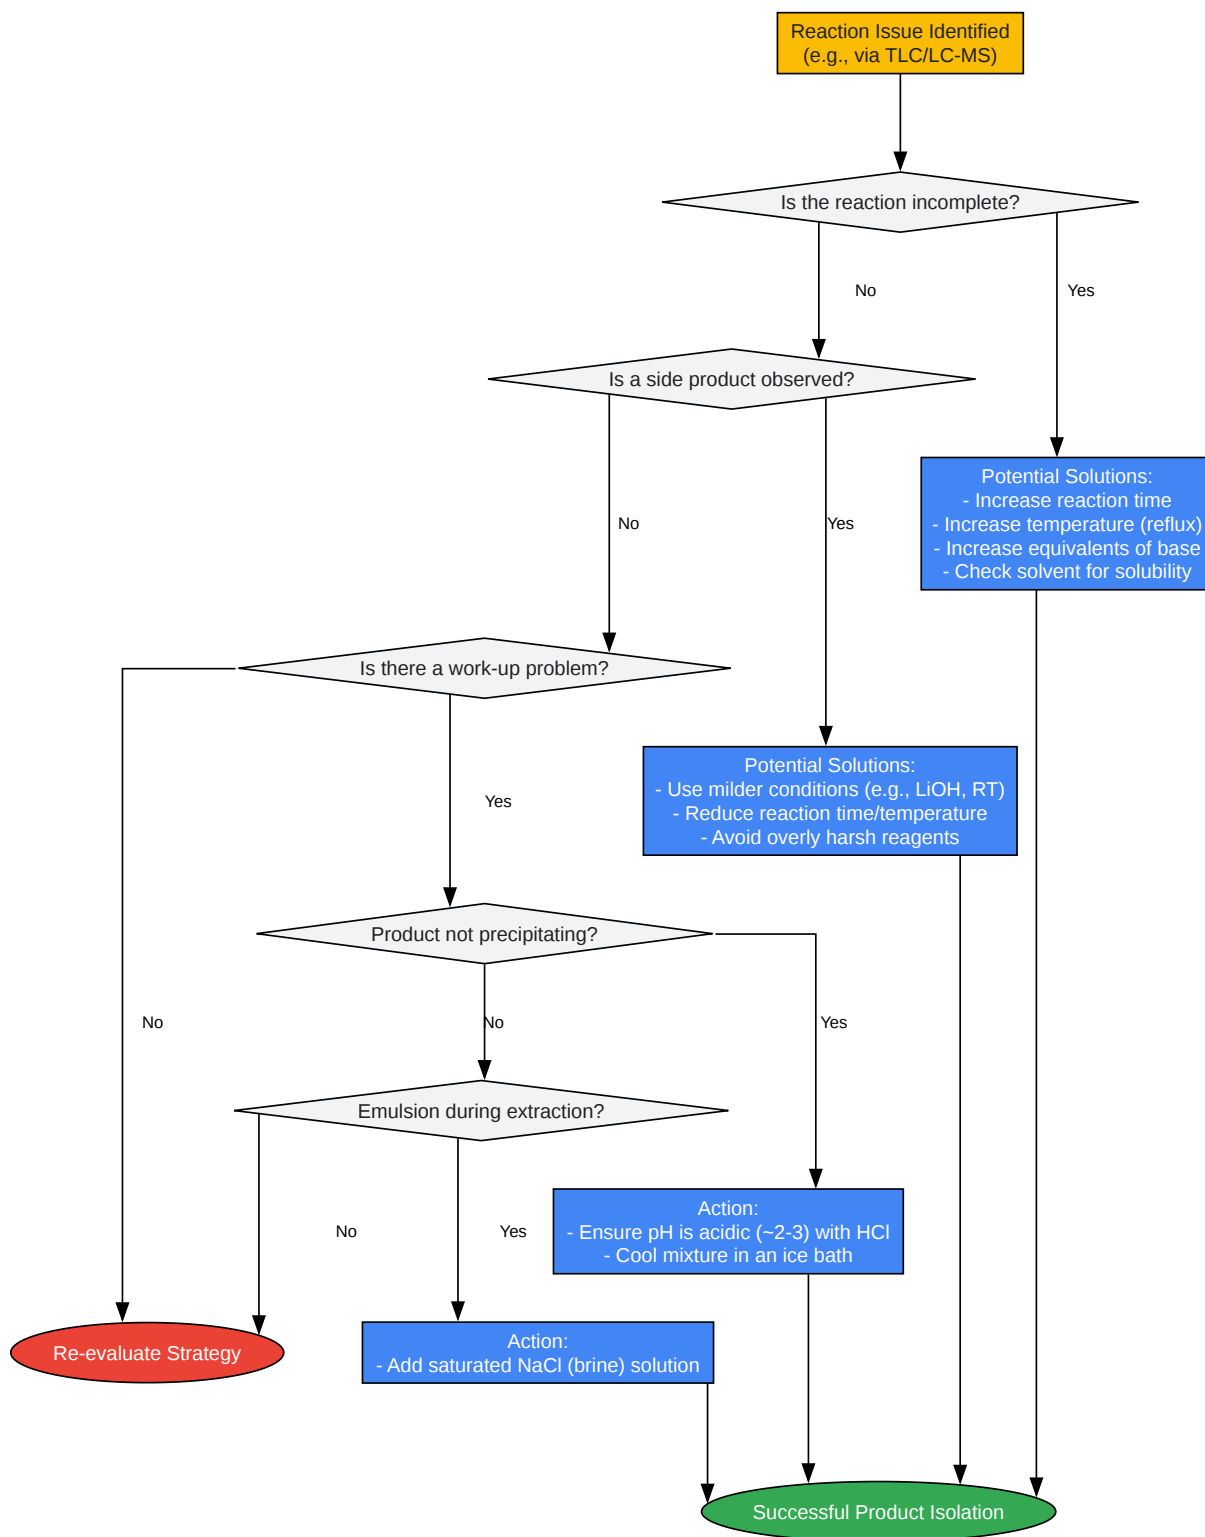 Reaction Issue Identified
(e.g., via TLC/LC-MS)
Is the reaction incomplete?
No
Yes
Is a side product observed?
No
Yes
Potential Solutions:
- Increase reaction time
- Increase temperature (reflux)
- Increase equivalents of base
- Check solvent for solubility
Is there a work-up problem?
Yes
Potential Solutions:
- Use milder conditions (e.g., LiOH, RT)
- Reduce reaction time/temperature
- Avoid overly harsh reagents
Product not precipitating?
No
No
Yes
Emulsion during extraction?
No
Yes
Action:
- Ensure pH is acidic (~2-3) with HCl
- Cool mixture in an ice bath
Re-evaluate Strategy
Action:
- Add saturated NaCl (brine) solution
Successful Product Isolation